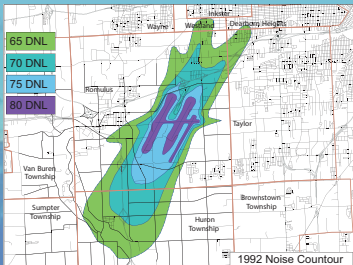 Inkster
Wayne
Westland
Dearborn Heights
65 DNL
70 DNL
75 DNL
80 DNL
Romulus
Taylor
Van Buren
Township
Sumpter
Township
Brownstown
Township
Huron
Township
1992 Noise Countour